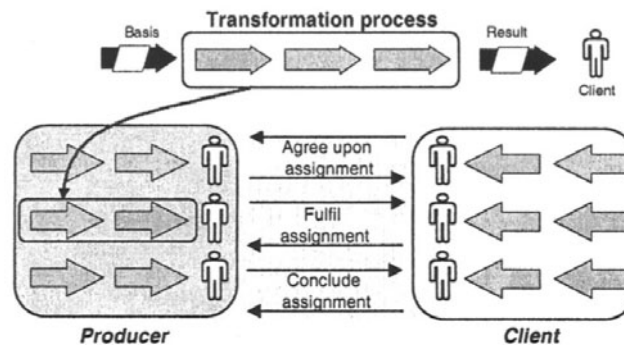 Transformation process
Basis
Result
Client
Agree upon
assignment
Fulfil
assignment
Conclude
assignment
Producer
Client